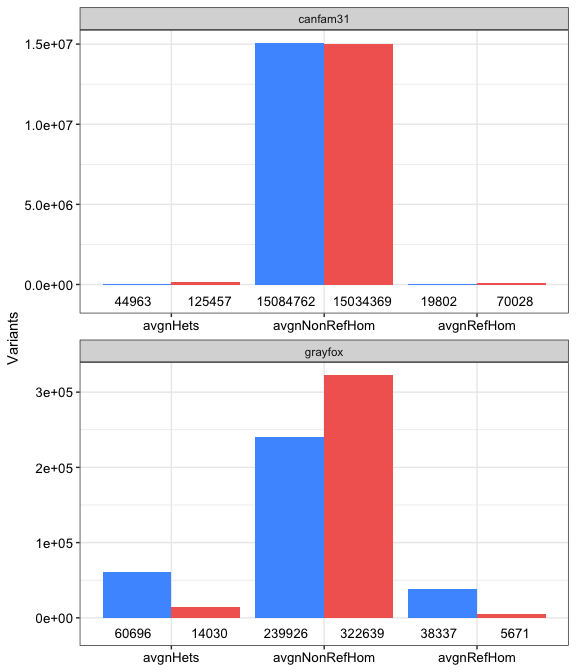 canfam31
1.5e+07
1.0e+07
5.0e+06
0.0e+00
44963 125457 15084762 15034369 19802 70028
avgnHets avgnNonRefHom avgnRefHom
Variants
grayfox
3e+05
2e+05
1e+05
0e+00
60696 14030 239926 322639 38337 5671
avgnHets avgnNonRefHom avgnRefHom